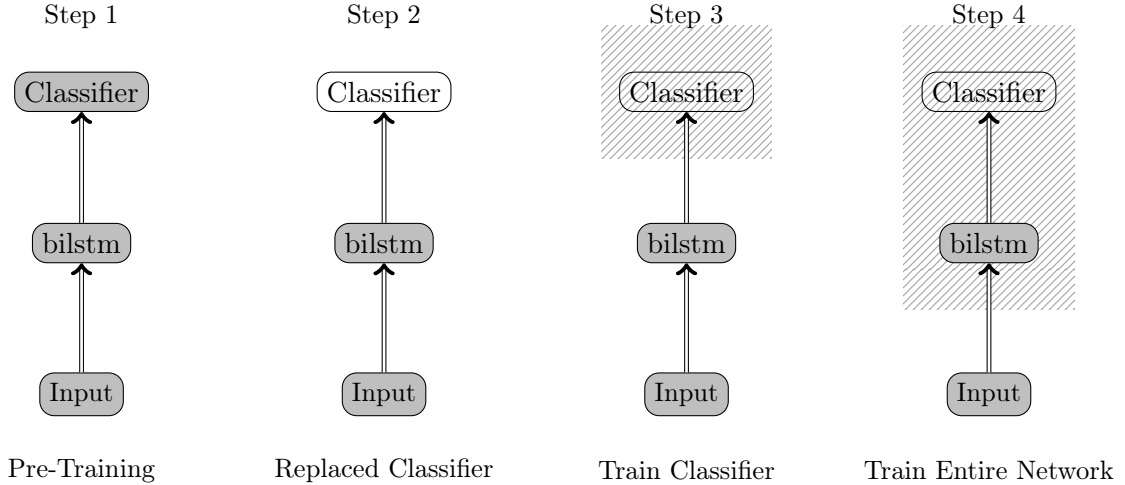 Step 1
Step 2
Step 3
Step 4
Classifier
Classifier
Classifier
Classifier
bilstm
bilstm
bilstm
bilstm
Input
Input
Input
Input
Pre-Training
Replaced Classifier
Train Classifier
Train Entire Network